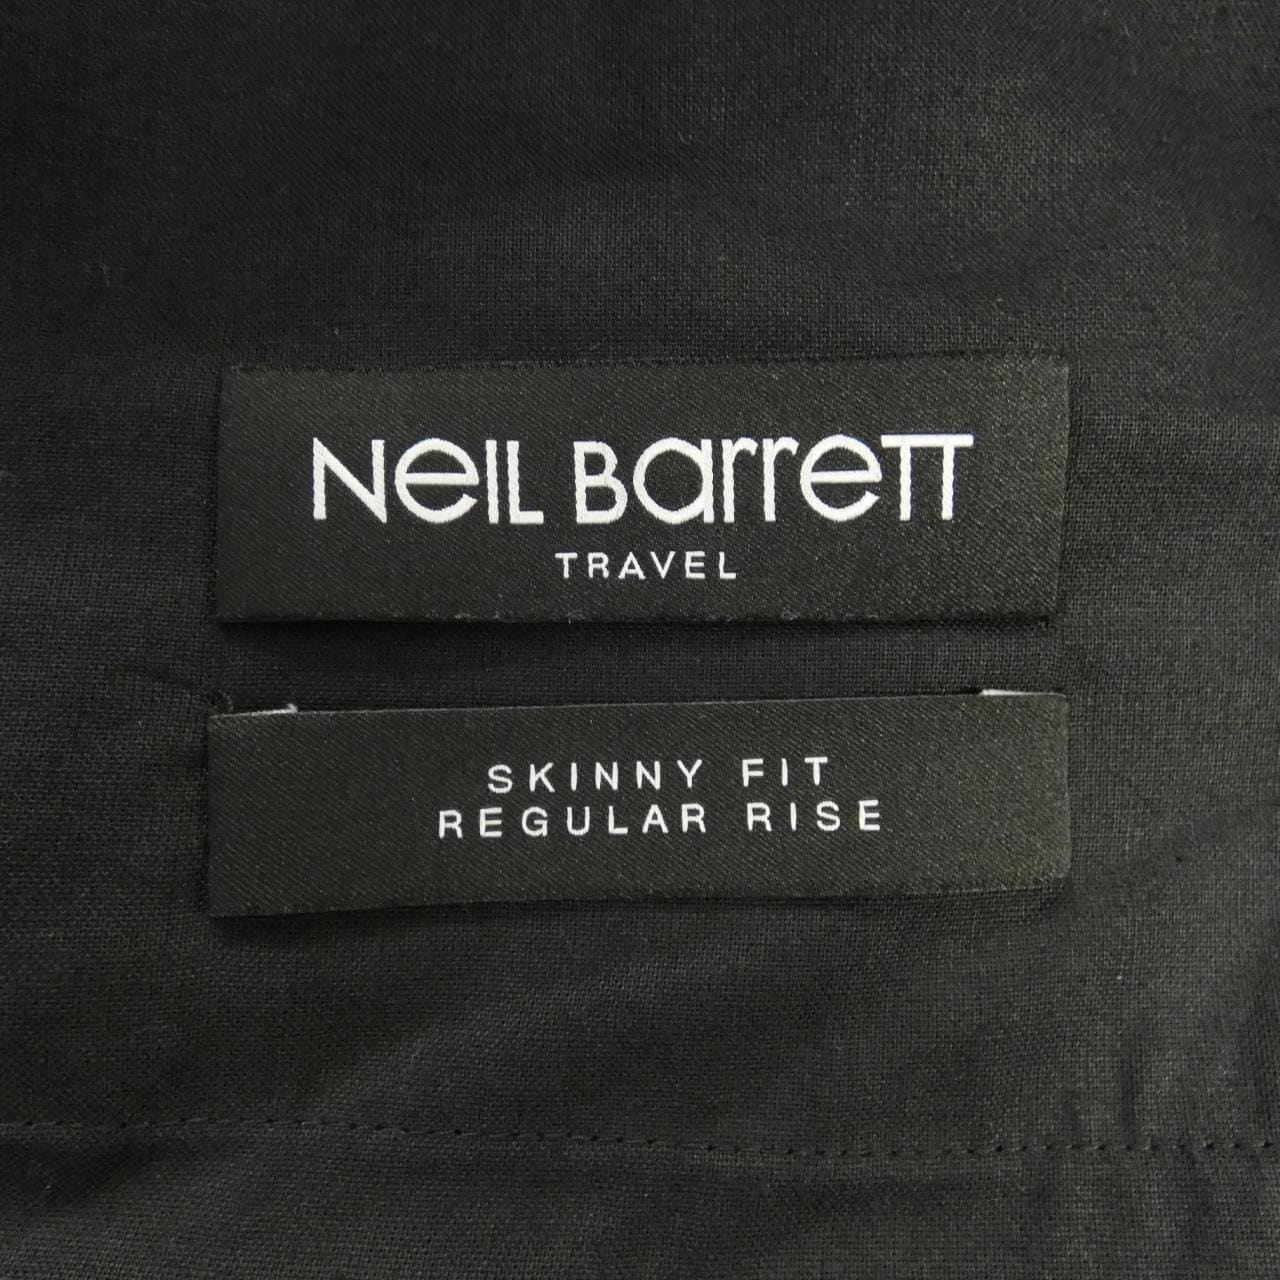 NeIL BarreTT
TRAVEL
SKINNY FIT
REGULAR RISE